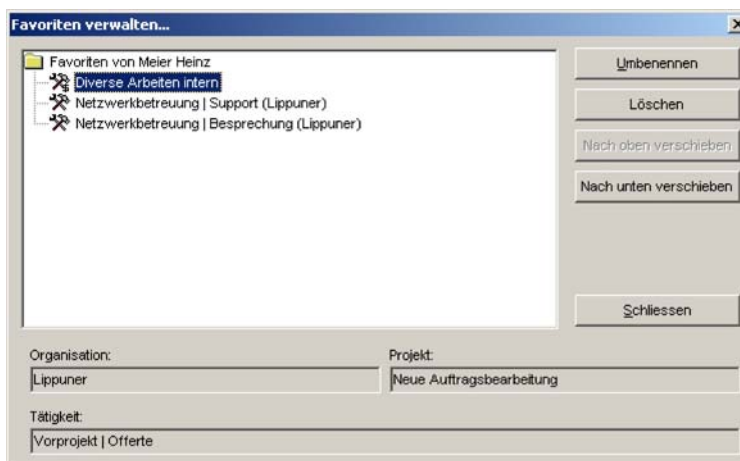 Favoriten verwalten...
Favoriten von Meier Heinz
Diverse Arbeiten intern
Netzwerkbetreuung | Support (Lippuner)
Netzwerkbetreuung | Besprechung (Lippuner)
Umbenennen
Löschen
Nach oben verschieben
Nach unten verschieben
Schliessen
Organisation:
Projekt:
Lippuner
Neue Auftragsbearbeitung
Tätigkeit:
Vorprojekt | Offerte